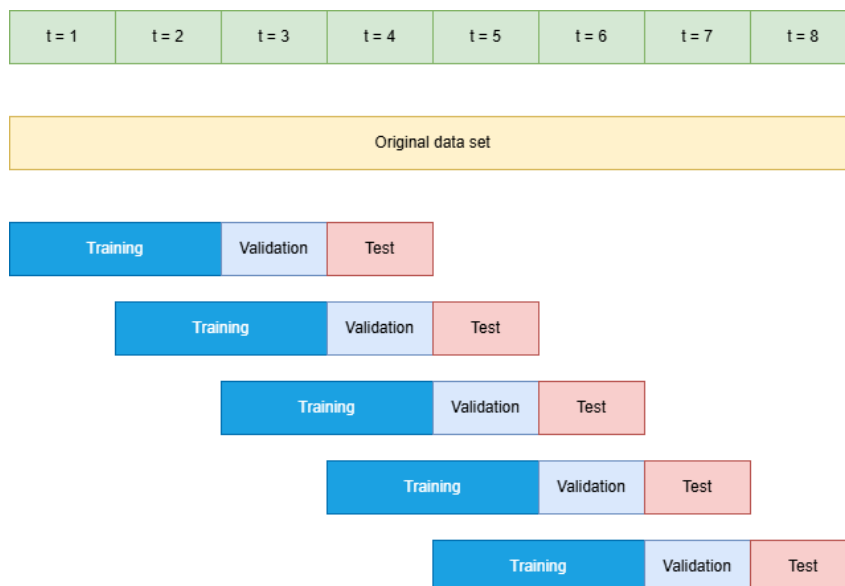 t = 1 t = 2 t = 3 t = 4 t = 5 t = 6 t = 7 t = 8
Original data set
Training Validation Test
Training Validation Test
Training Validation Test
Training Validation Test
Training Validation Test